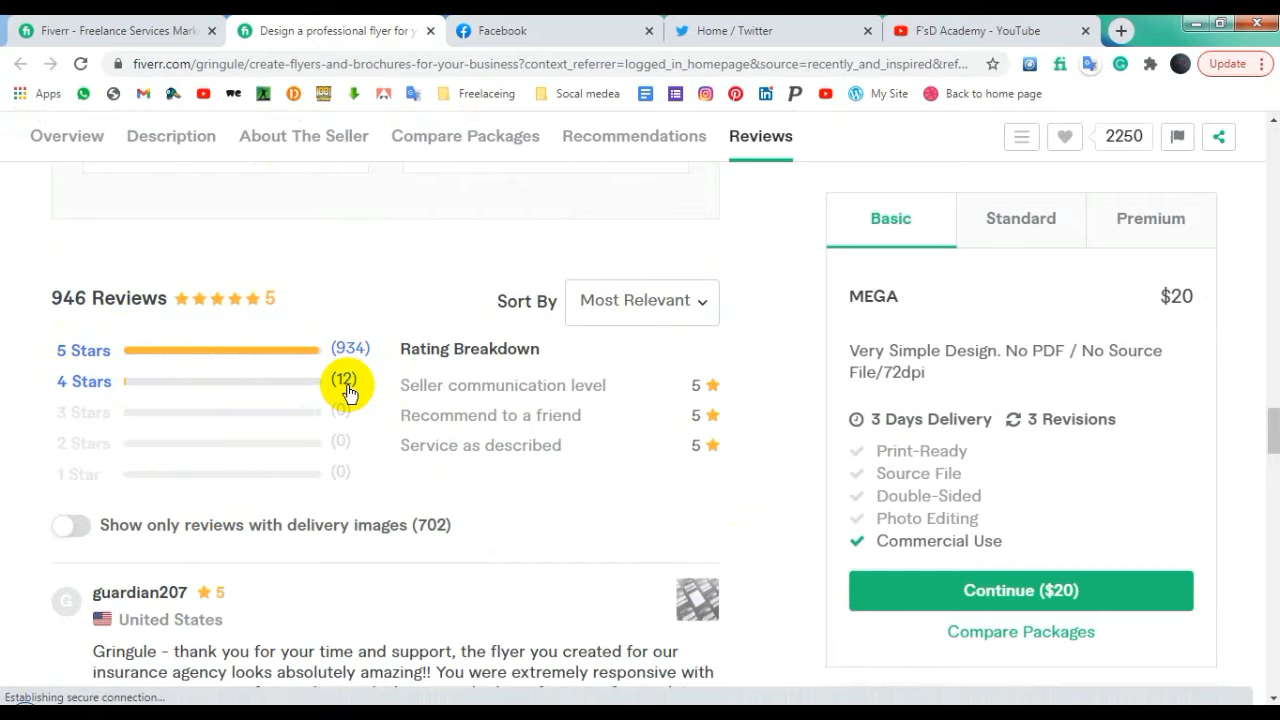 Fiverr - Freelance Services Mark
Design a professional flyer for y
Facebook
Home / Twitter
F'sD Academy - YouTube
fiverr.com/gringule/create-flyers-and-brochures-for-your-business?context_referrer=logged_in_homepage&source=recently_and_inspired&ref...
Update
Apps
Freelaceing
Socal medea
My Site
Back to home page
Overview
Description
About The Seller
Compare Packages
Recommendations
Reviews
2250
946 Reviews 5
Sort By
Most Relevant
5 Stars (934)
4 Stars (12)
3 Stars (0)
2 Stars (0)
1 Star (0)
Rating Breakdown
Seller communication level 5
Recommend to a friend 5
Service as described 5
Show only reviews with delivery images (702)
G
guardian207 5
United States
Gringule - thank you for your time and support, the flyer you created for our
insurance agency looks absolutely amazing!! You were extremely responsive with
Basic
Standard
Premium
MEGA $20
Very Simple Design. No PDF / No Source
File/72dpi
3 Days Delivery 3 Revisions
Print-Ready
Source File
Double-Sided
Photo Editing
Commercial Use
Continue ($20)
Compare Packages
Establishing secure connection...